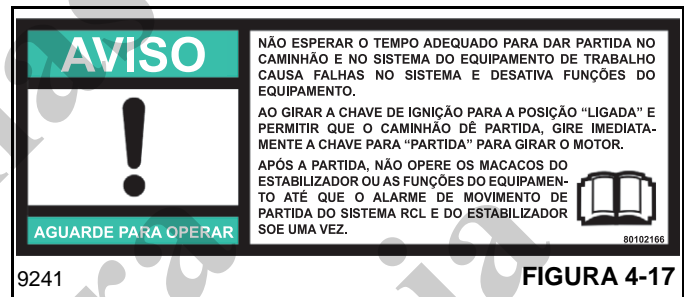 AVISO
AGUARDE PARA OPERAR
NÃO ESPERAR O TEMPO ADEQUADO PARA DAR PARTIDA NO
CAMINHÃO E NO SISTEMA DO EQUIPAMENTO DE TRABALHO
CAUSA FALHAS NO SISTEMA E DESATIVA FUNÇÕES DO
EQUIPAMENTO.
AO GIRAR A CHAVE DE IGNIÇÃO PARA A POSIÇÃO “LIGADA” E
PERMITIR QUE O CAMINHÃO DÊ PARTIDA, GIRE IMEDIATA-
MENTE A CHAVE PARA “PARTIDA” PARA GIRAR O MOTOR.
APÓS A PARTIDA, NÃO OPERE OS MACACOS DO
ESTABILIZADOR OU AS FUNÇÕES DO EQUIPAMEN-
TO ATÉ QUE O ALARME DE MOVIMENTO DE
PARTIDA DO SISTEMA RCL E DO ESTABILIZADOR
SOE UMA VEZ.
80102166
9241
FIGURA 4-17